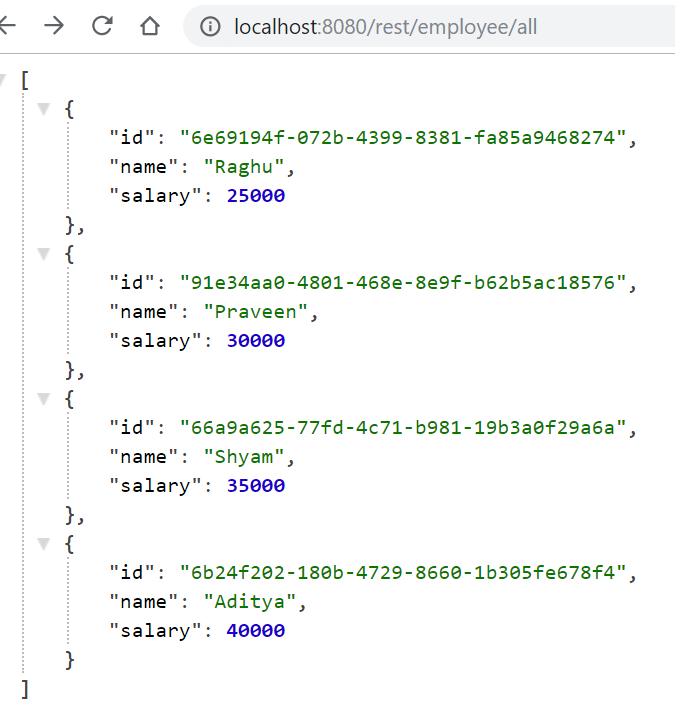 localhost:8080/rest/employee/all
[
{
"id": "6e69194f-072b-4399-8381-fa85a9468274",
"name": "Raghu",
"salary": 25000
},
{
"id": "91e34aa0-4801-468e-8e9f-b62b5ac18576",
"name": "Praveen",
"salary": 30000
},
{
"id": "66a9a625-77fd-4c71-b981-19b3a0f29a6a",
"name": "Shyam",
"salary": 35000
},
{
"id": "6b24f202-180b-4729-8660-1b305fe678f4",
"name": "Aditya",
"salary": 40000
}
]